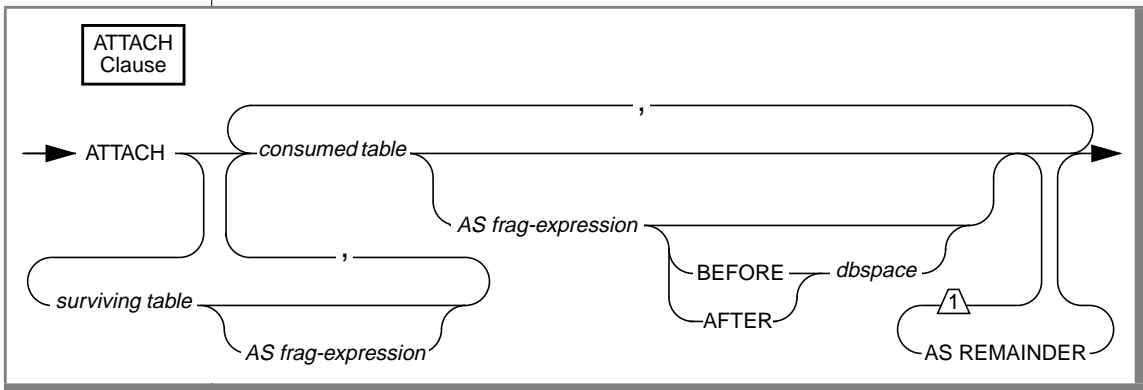 ATTACH
Clause
,
ATTACH
consumed table
AS frag-expression
BEFORE
dbspace
AFTER
,
surviving table
AS frag-expression
1
AS REMAINDER